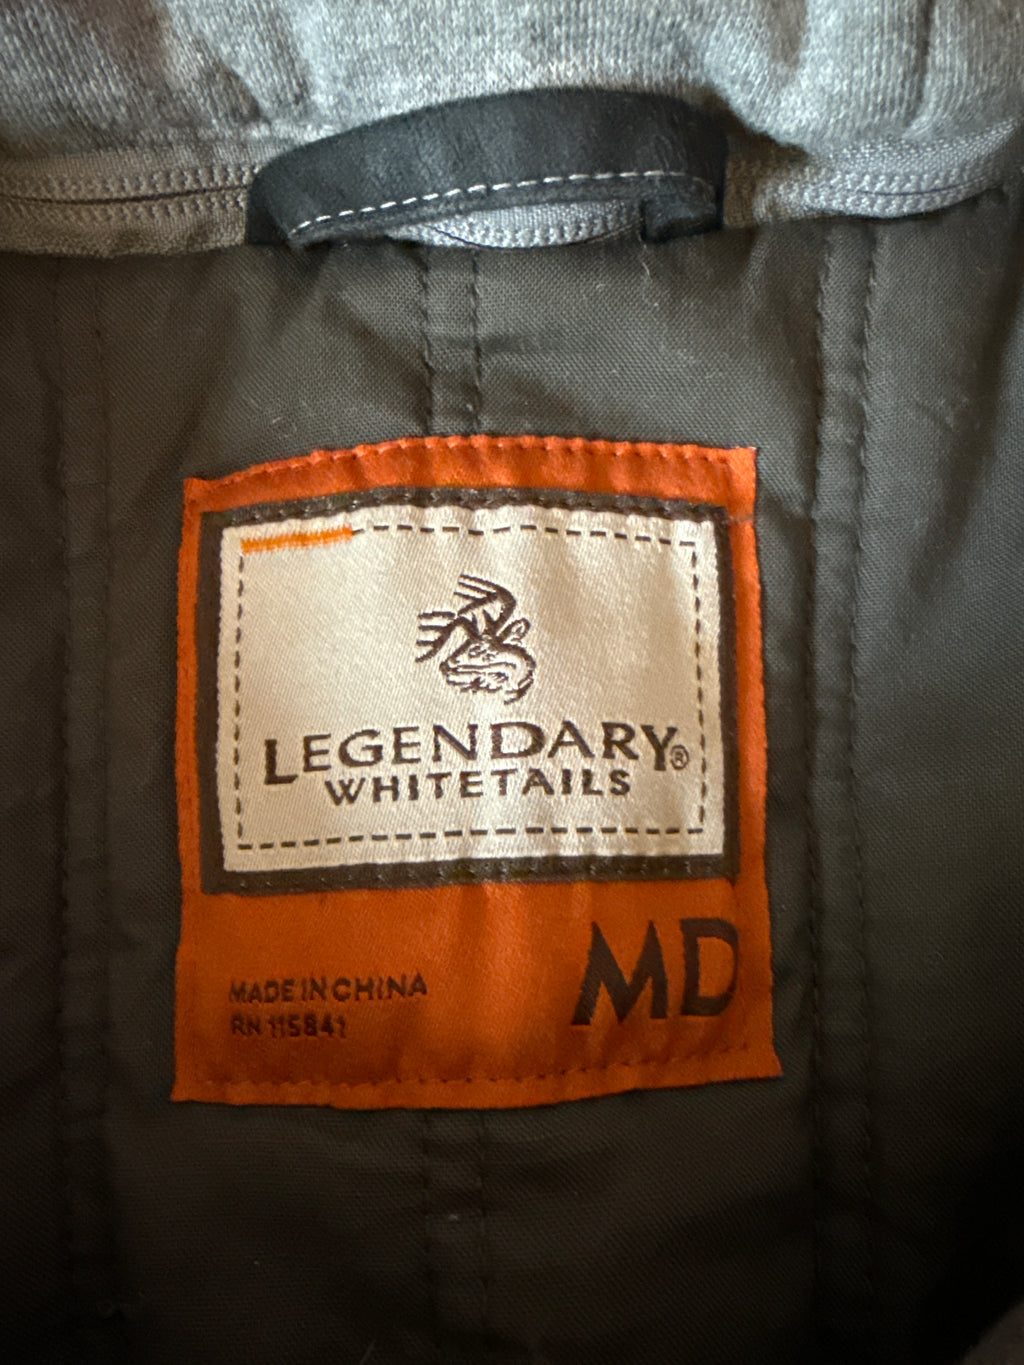 LEGENDARY®
WHITETAILS
MD
MADE IN CHINA
RN 115841